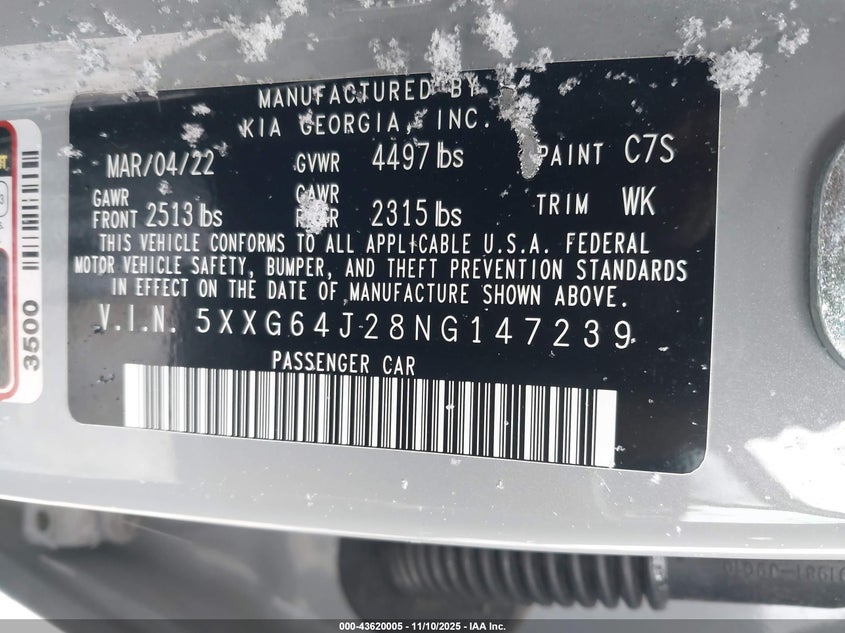 MANUFACTURED BY
KIA GEORGIA, INC.
MAR/04/22 GVWR 4497 lbs PAINT C7S
GAWR FRONT 2513 lbs GAWR REAR 2315 lbs TRIM WK
THIS VEHICLE CONFORMS TO ALL APPLICABLE U.S.A. FEDERAL
MOTOR VEHICLE SAFETY, BUMPER, AND THEFT PREVENTION STANDARDS
IN EFFECT ON THE DATE OF MANUFACTURE SHOWN ABOVE.
V.I.N. 5XXG64J28NG147239
PASSENGER CAR
3500
000-43620005 - 11/10/2025 - IAA Inc.